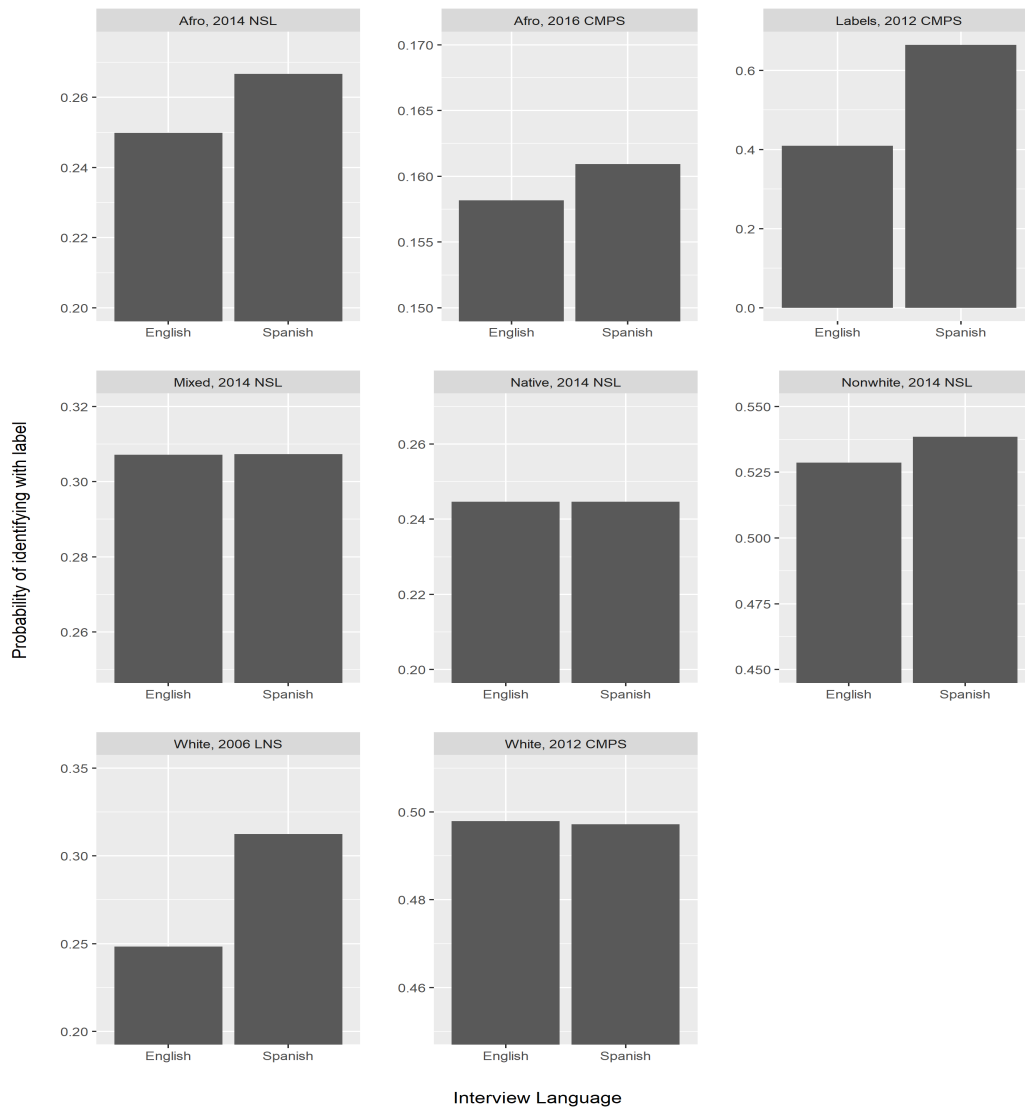 Afro, 2014 NSL
Afro, 2016 CMPS
Labels, 2012 CMPS
0.26
0.24
0.22
0.20
0.170
0.165
0.160
0.155
0.150
0.6
0.4
0.2
0.0
English
Spanish
English
Spanish
English
Spanish
Mixed, 2014 NSL
Native, 2014 NSL
Nonwhite, 2014 NSL
0.32
0.30
0.28
0.26
0.26
0.24
0.22
0.20
0.550
0.525
0.500
0.475
0.450
English
Spanish
English
Spanish
English
Spanish
Probability of identifying with label
White, 2006 LNS
White, 2012 CMPS
0.35
0.30
0.25
0.20
0.50
0.48
0.46
English
Spanish
English
Spanish
Interview Language